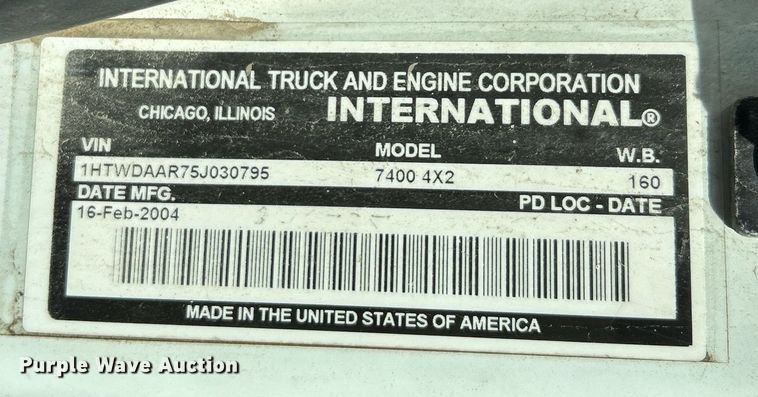 INTERNATIONAL TRUCK AND ENGINE CORPORATION
CHICAGO, ILLINOIS INTERNATIONAL®
VIN MODEL W.B.
1HTWDAAR75J030795 7400 4X2 160
DATE MFG. PD LOC - DATE
16-Feb-2004
MADE IN THE UNITED STATES OF AMERICA
Purple Wave Auction